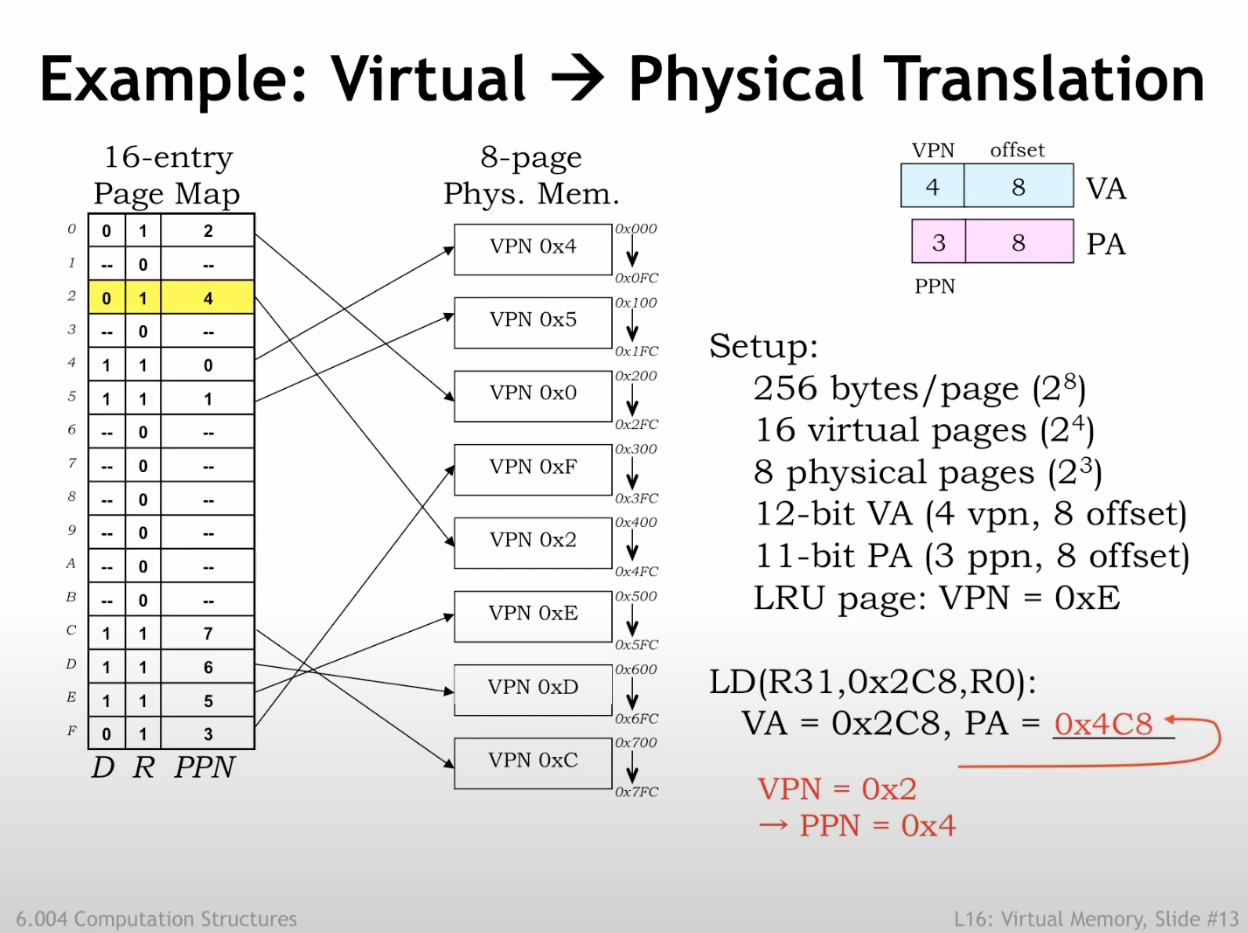 Example: Virtual → Physical Translation
16-entry
Page Map
0 0 1 2
1 -- 0 --
2 0 1 4
3 -- 0 --
4 1 1 0
5 1 1 1
6 -- 0 --
7 -- 0 --
8 -- 0 --
9 -- 0 --
A -- 0 --
B -- 0 --
C 1 1 7
D 1 1 6
E 1 1 5
F 0 1 3
D R PPN
8-page
Phys. Mem.
VPN 0x4
0x000
0x0FC
VPN 0x5
0x100
0x1FC
VPN 0x0
0x200
0x2FC
VPN 0xF
0x300
0x3FC
VPN 0x2
0x400
0x4FC
VPN 0xE
0x500
0x5FC
VPN 0xD
0x600
0x6FC
VPN 0xC
0x700
0x7FC
VPN offset
4 8 VA
3 8 PA
PPN
Setup:
256 bytes/page (2⁸)
16 virtual pages (2⁴)
8 physical pages (2³)
12-bit VA (4 vpn, 8 offset)
11-bit PA (3 ppn, 8 offset)
LRU page: VPN = 0xE
LD(R31,0x2C8,R0):
VA = 0x2C8, PA = 0x4C8
VPN = 0x2
→ PPN = 0x4
6.004 Computation Structures
L16: Virtual Memory, Slide #13